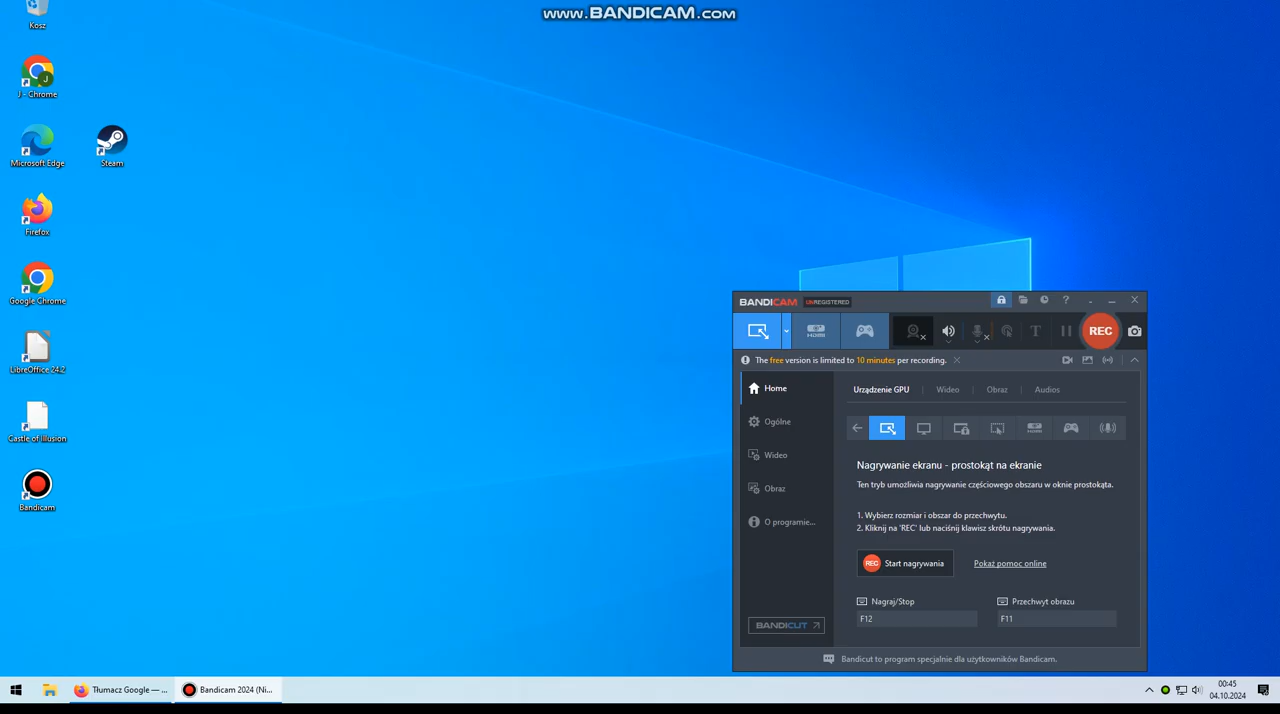 www.BANDICAM.com
Kosz
J - Chrome
Microsoft Edge
Steam
Firefox
Google Chrome
LibreOffice 24.2
Castle of Illusion
Bandicam
BANDICAM UNREGISTERED
HDMI
REC
The free version is limited to 10 minutes per recording.
Home
Ogólne
Wideo
Obraz
O programie...
BANDICUT
Urządzenie GPU
Wideo
Obraz
Audios
HDMI
Nagrywanie ekranu - prostokąt na ekranie
Ten tryb umożliwia nagrywanie częściowego obszaru w oknie prostokąta.
1. Wybierz rozmiar i obszar do przechwytu.
2. Kliknij na 'REC' lub naciśnij klawisz skrótu nagrywania.
REC Start nagrywania
Pokaż pomoc online
Nagraj/Stop
Przechwyt obrazu
F12
F11
Bandicut to program specjalnie dla użytkowników Bandicam.
Tłumacz Google — ...
Bandicam 2024 (Ni...
00:45
04.10.2024